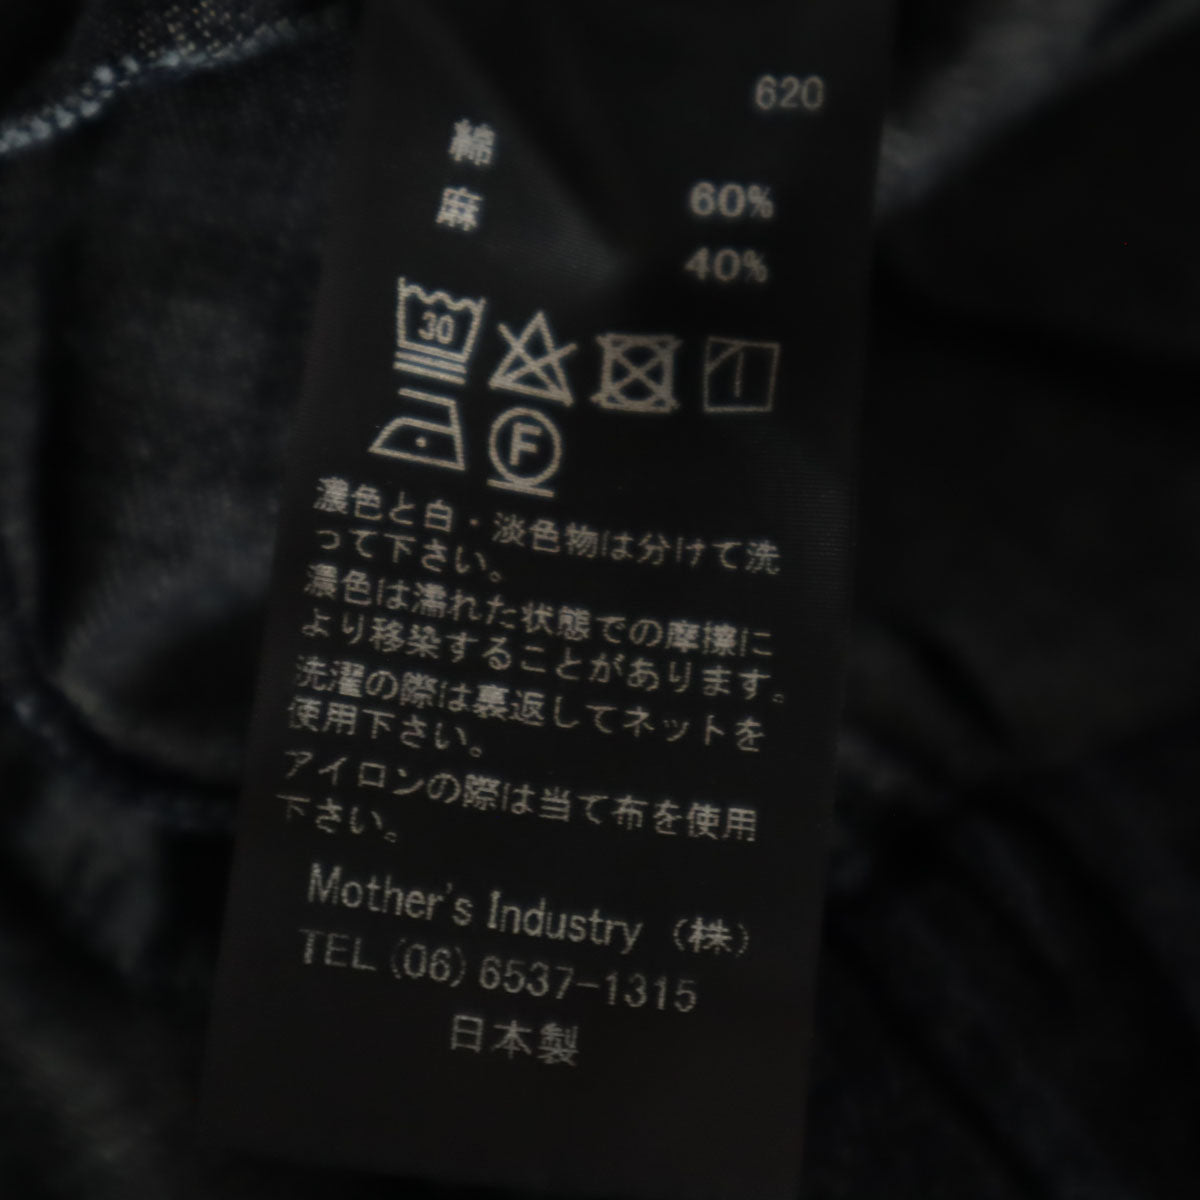 620
綿 60%
麻 40%
30
F
濃色と白・淡色物は分けて洗
って下さい。
濃色は濡れた状態での摩擦に
より移染することがあります。
洗濯の際は裏返してネットを
使用下さい。
アイロンの際は当て布を使用
下さい。
Mother's Industry (株)
TEL (06) 6537-1315
日本製